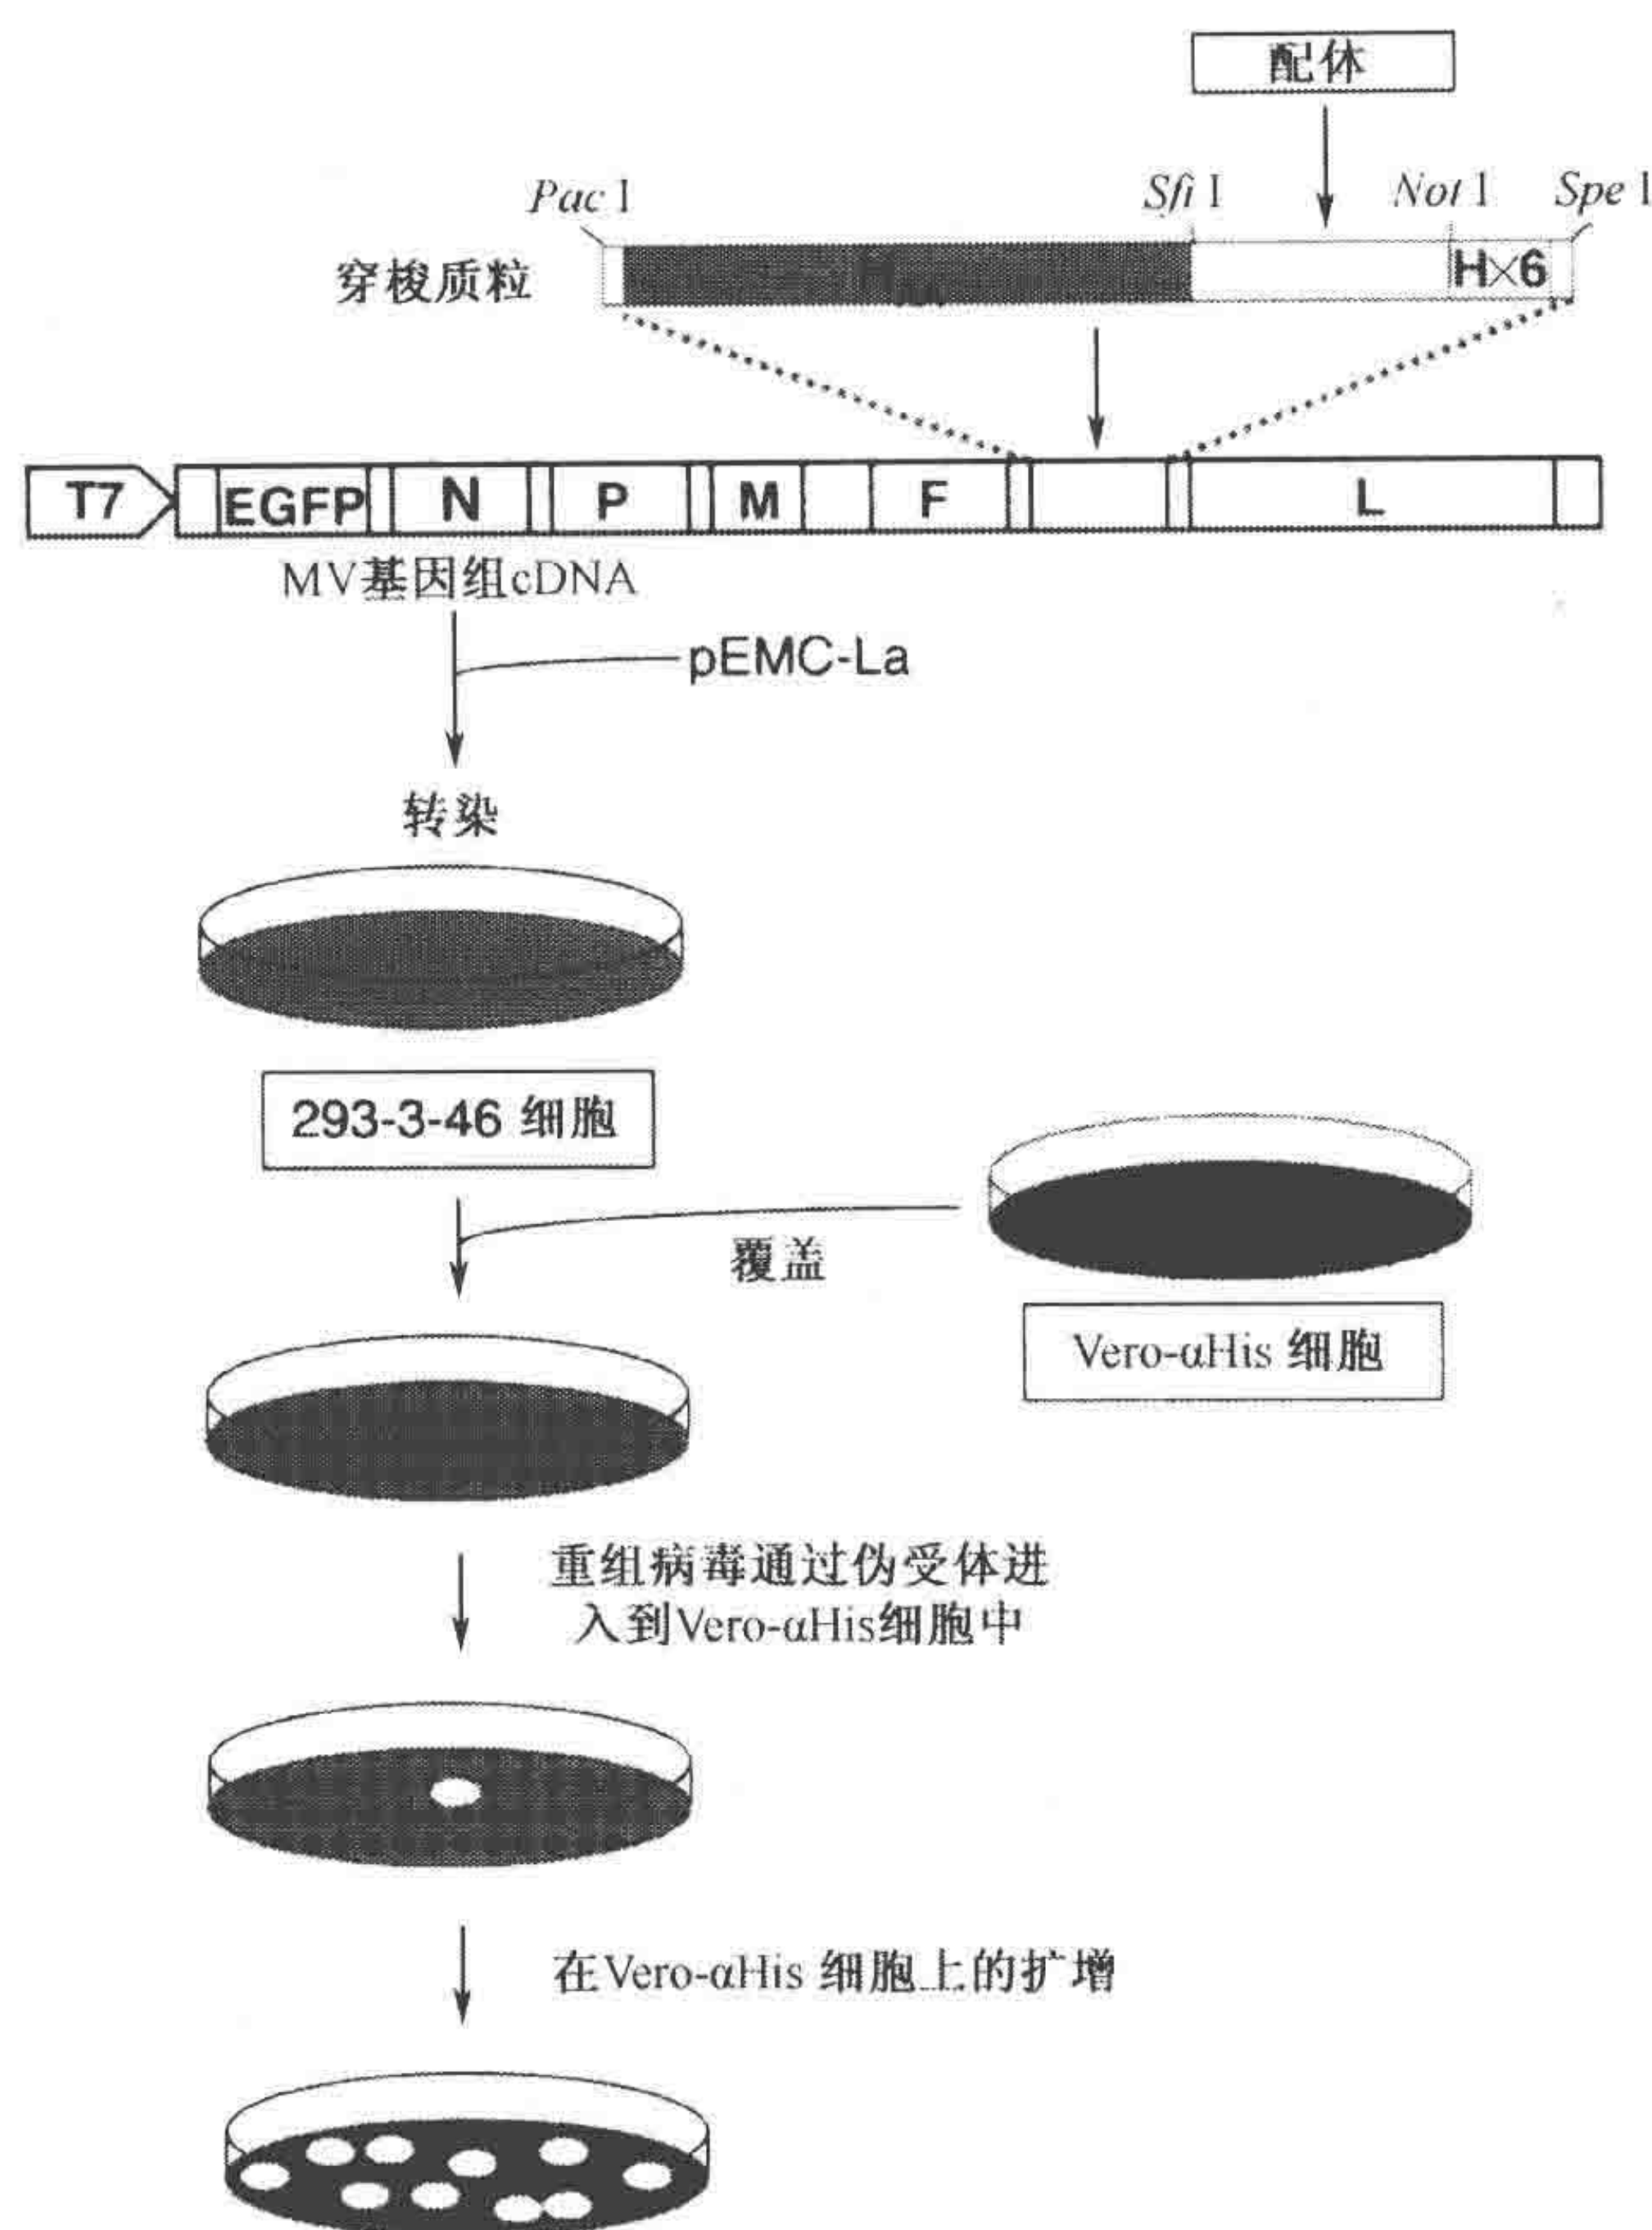 配体
Pac I
Sfi I
Not I
Spe I
穿梭质粒
H×6
T7
EGFP
N
P
M
F
L
MV基因组cDNA
pEMC-La
转染
293-3-46 细胞
覆盖
Vero-αHis 细胞
重组病毒通过伪受体进
入到Vero-αHis细胞中
在Vero-αHis 细胞上的扩增